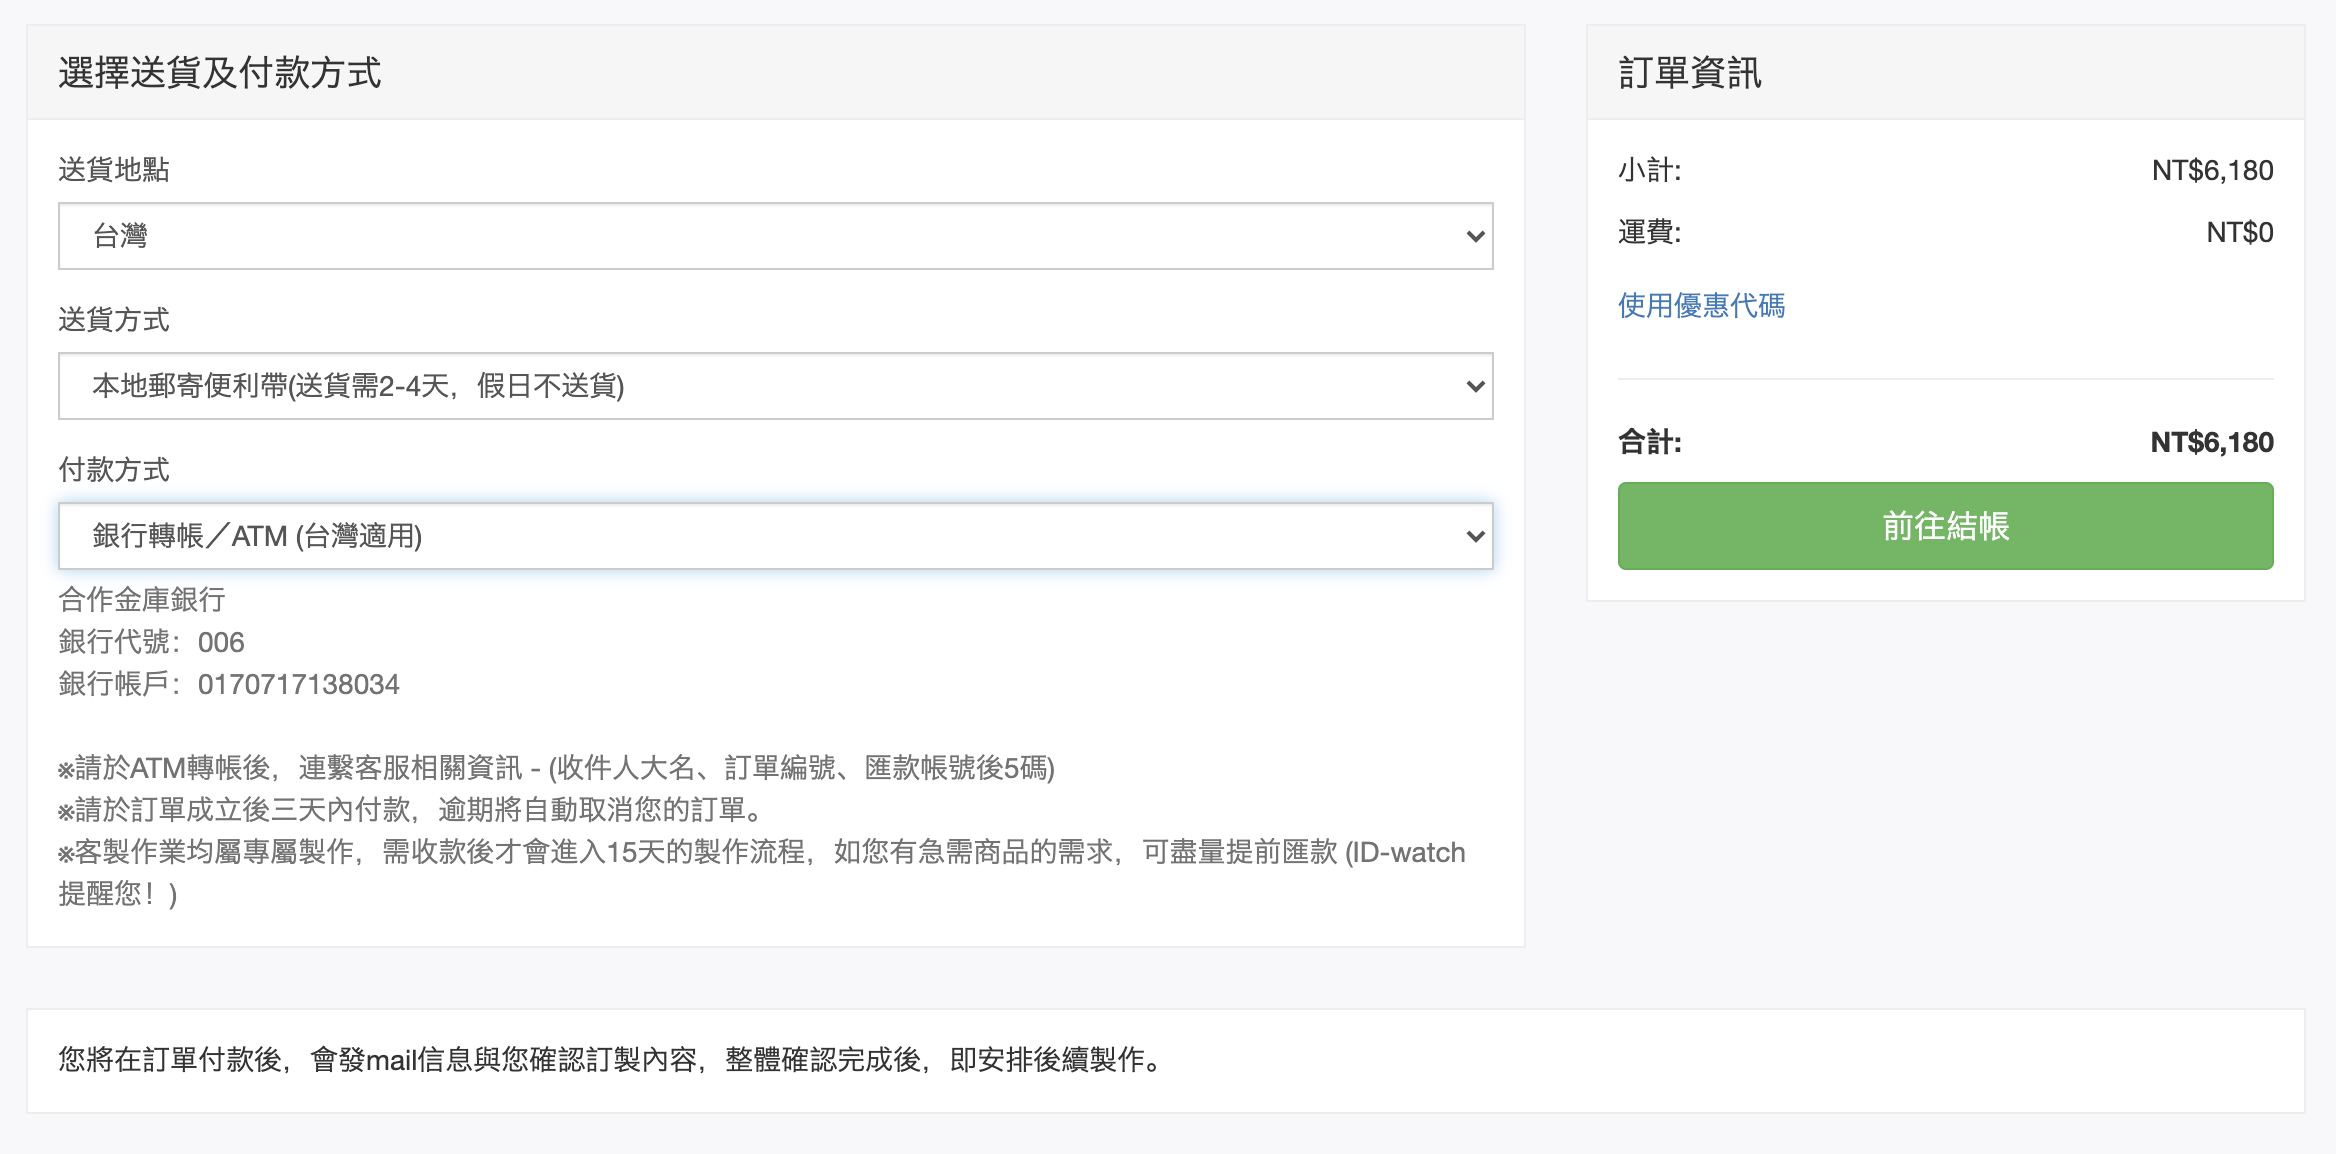 選擇送貨及付款方式
送貨地點
台灣
送貨方式
本地郵寄便利帶(送貨需2-4天，假日不送貨)
付款方式
銀行轉帳／ATM (台灣適用)
合作金庫銀行
銀行代號：006
銀行帳戶：0170717138034
※請於ATM轉帳後，連繫客服相關資訊 - (收件人大名、訂單編號、匯款帳號後5碼)
※請於訂單成立後三天內付款，逾期將自動取消您的訂單。
※客製作業均屬專屬製作，需收款後才會進入15天的製作流程，如您有急需商品的需求，可盡量提前匯款 (ID-watch
提醒您！)
訂單資訊
小計: NT$6,180
運費: NT$0
使用優惠代碼
合計: NT$6,180
前往結帳
您將在訂單付款後，會發mail信息與您確認訂製內容，整體確認完成後，即安排後續製作。